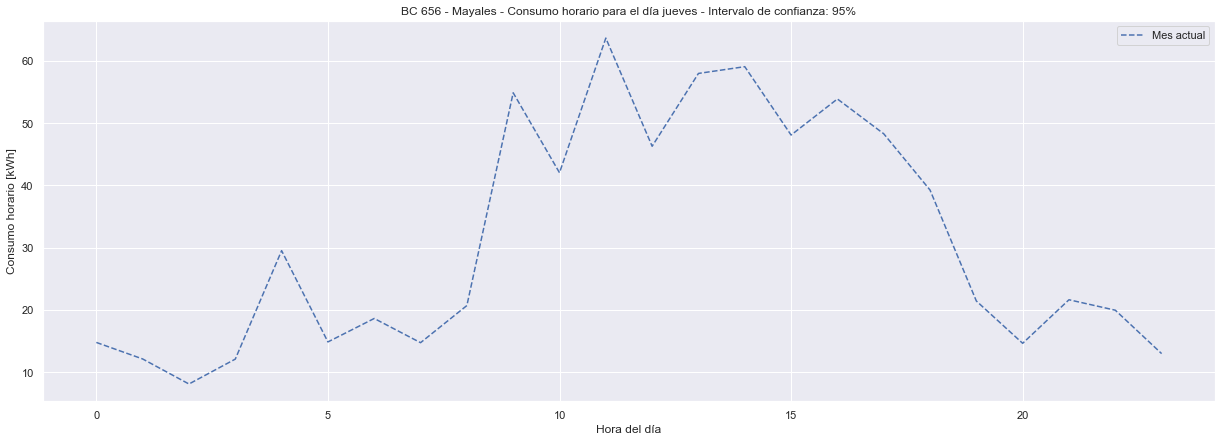 BC 656 - Mayales - Consumo horario para el día jueves - Intervalo de confianza: 95%
Mes actual
Consumo horario [kWh]
60
50
40
30
20
10
0 5 10 15 20
Hora del día